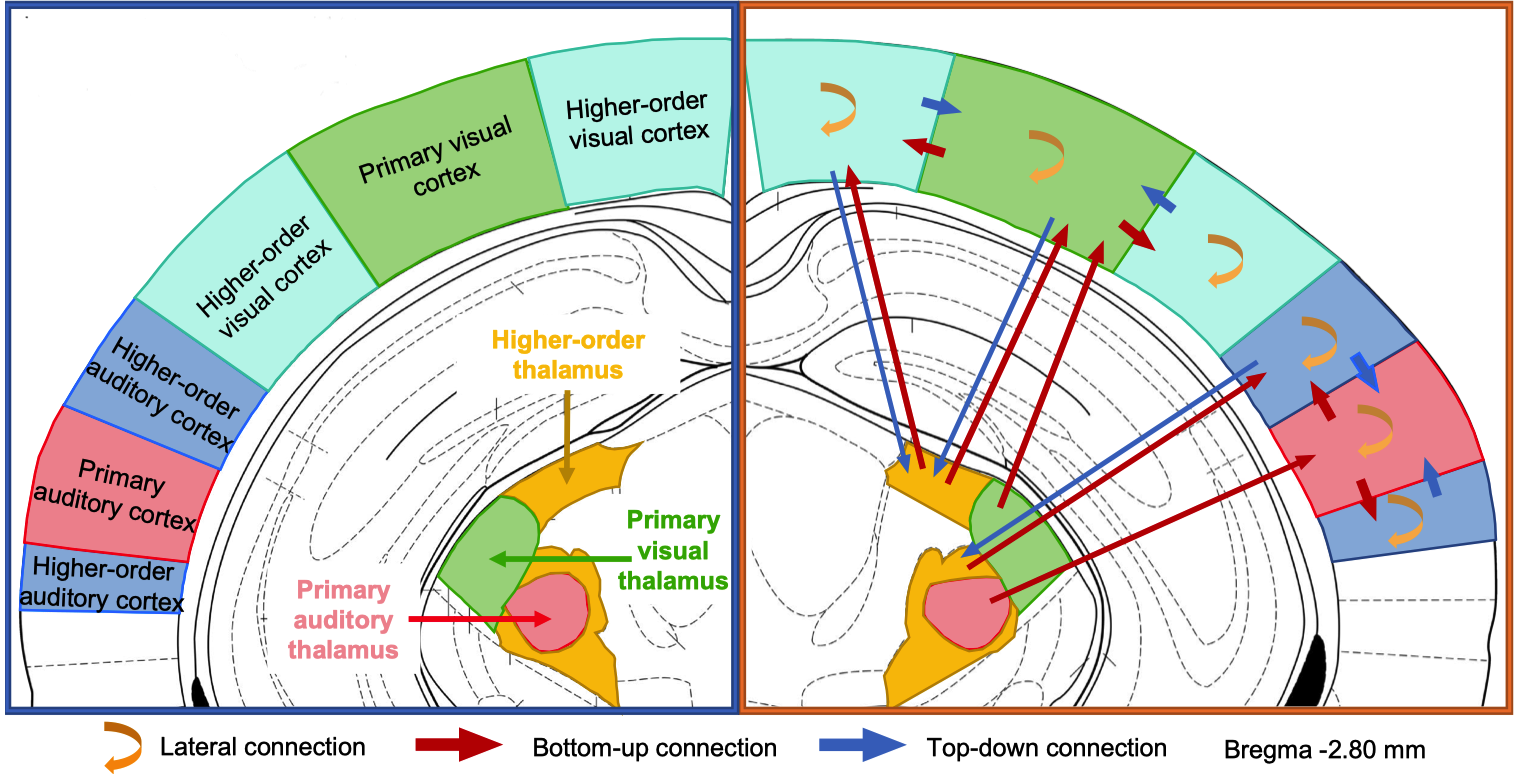 Higher-order
visual cortex
Primary visual
cortex
Higher-order
visual cortex
Higher-order
auditory cortex
Primary
auditory cortex
Higher-order
auditory cortex
Higher-order
thalamus
Primary
visual
thalamus
Primary
auditory
thalamus
Lateral connection
Bottom-up connection
Top-down connection
Bregma -2.80 mm